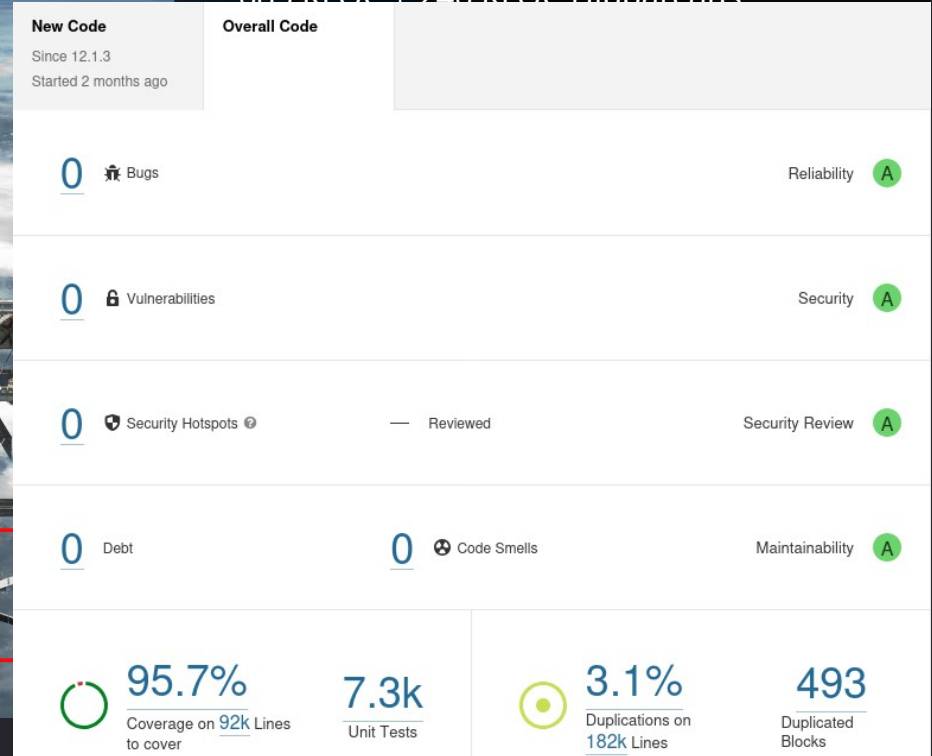 New Code
Since 12.1.3
Started 2 months ago
Overall Code
0 Bugs
Reliability A
0 Vulnerabilities
Security A
0 Security Hotspots ?
— Reviewed
Security Review A
0 Debt
0 Code Smells
Maintainability A
95.7%
Coverage on 92k Lines
to cover
7.3k
Unit Tests
3.1%
Duplications on
182k Lines
493
Duplicated
Blocks